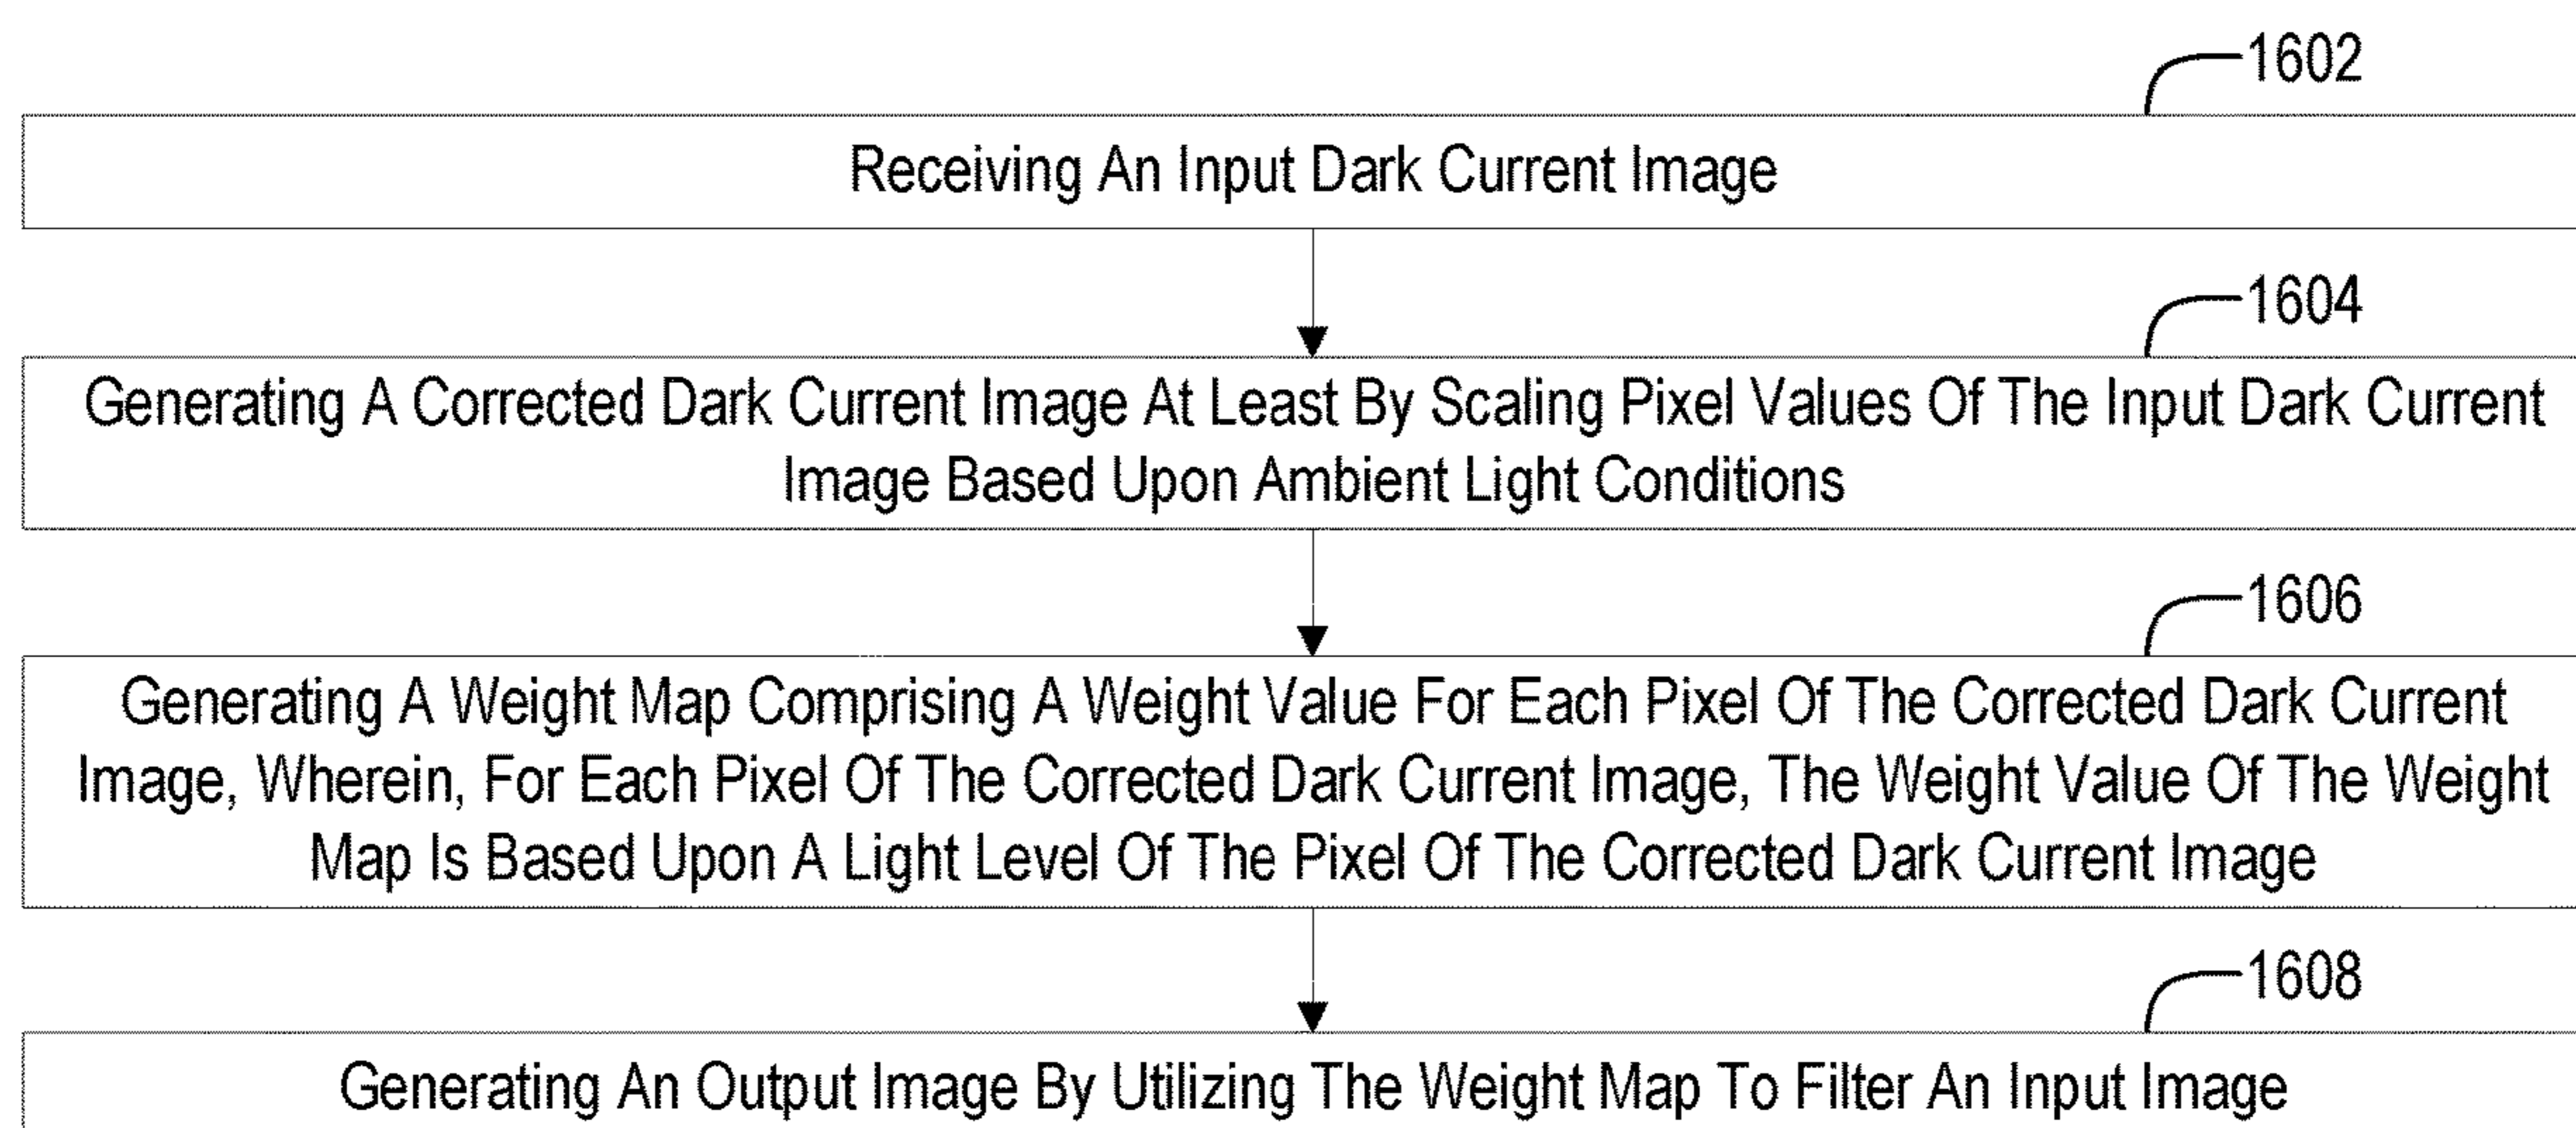 1602
Receiving An Input Dark Current Image
1604
Generating A Corrected Dark Current Image At Least By Scaling Pixel Values Of The Input Dark Current
Image Based Upon Ambient Light Conditions
1606
Generating A Weight Map Comprising A Weight Value For Each Pixel Of The Corrected Dark Current
Image, Wherein, For Each Pixel Of The Corrected Dark Current Image, The Weight Value Of The Weight
Map Is Based Upon A Light Level Of The Pixel Of The Corrected Dark Current Image
1608
Generating An Output Image By Utilizing The Weight Map To Filter An Input Image